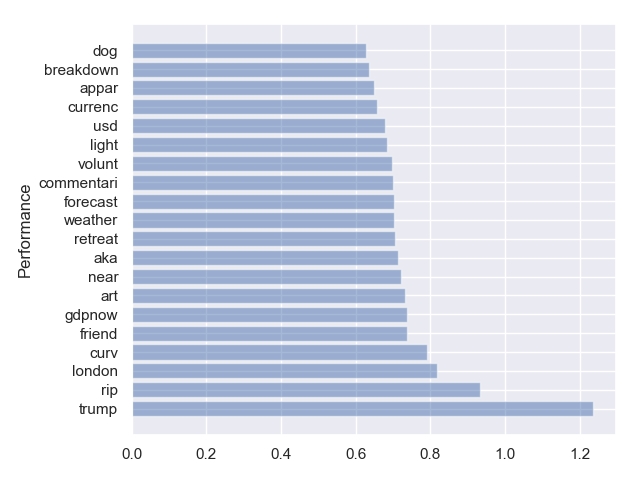 dog
breakdown
appar
currenc
usd
light
volunt
commentari
forecast
weather
retreat
aka
near
art
gdpnow
friend
curv
london
rip
trump
Performance
0.0 0.2 0.4 0.6 0.8 1.0 1.2